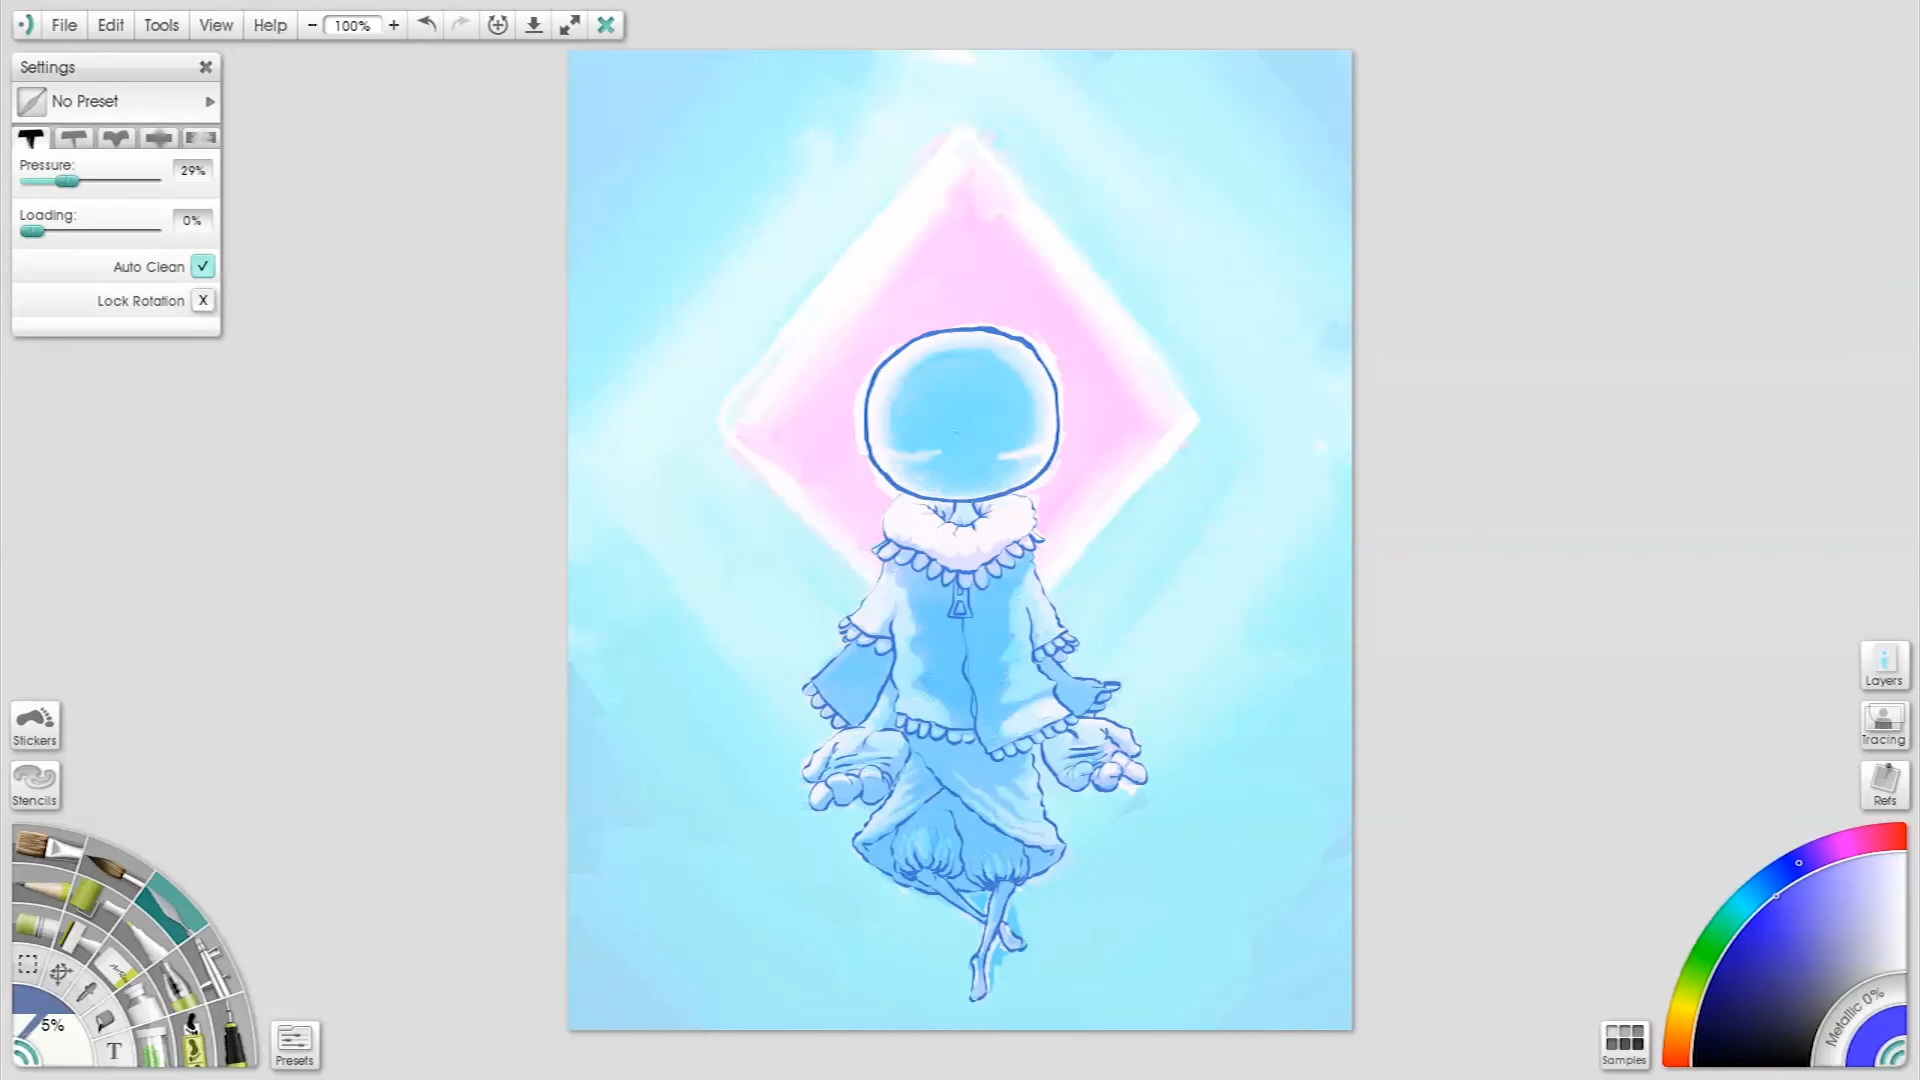 File Edit Tools View Help − 100% +
Settings
No Preset
Pressure:
29%
Loading:
0%
Auto Clean ✓
Lock Rotation X
Layers
Tracing
Refs
Stickers
Stencils
5%
T
Presets
Samples
Metallic 0%